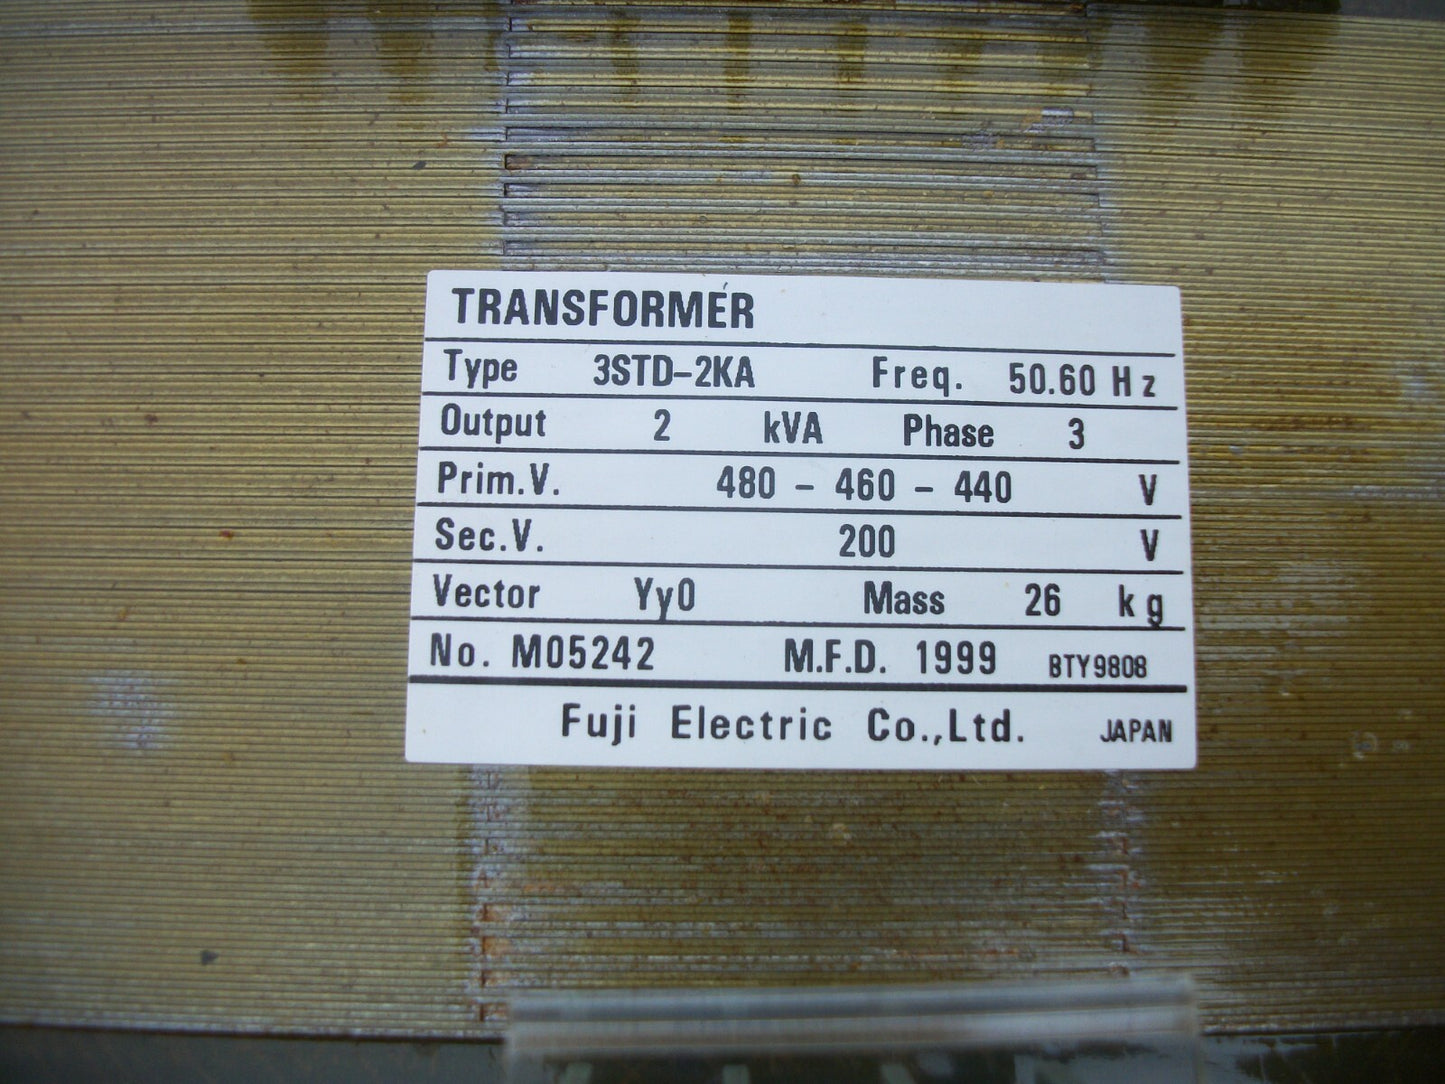 TRANSFORMER
Type 3STD-2KA Freq. 50.60 Hz
Output 2 kVA Phase 3
Prim.V. 480 - 460 - 440 V
Sec.V. 200 V
Vector Yy0 Mass 26 kg
No. M05242 M.F.D. 1999 BTY9808
Fuji Electric Co.,Ltd. JAPAN